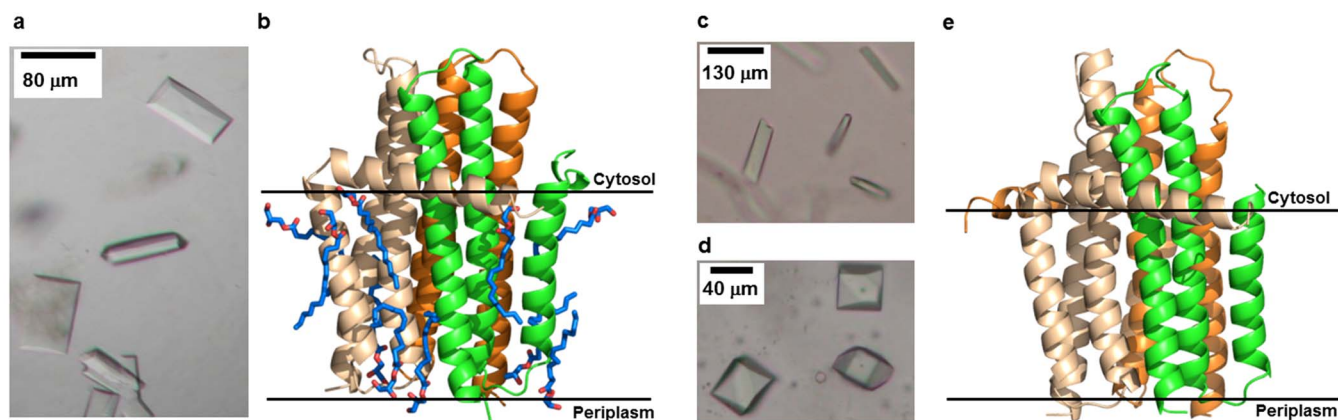 a
80 μm
b
Cytosol
Periplasm
c
130 μm
d
40 μm
e
Cytosol
Periplasm